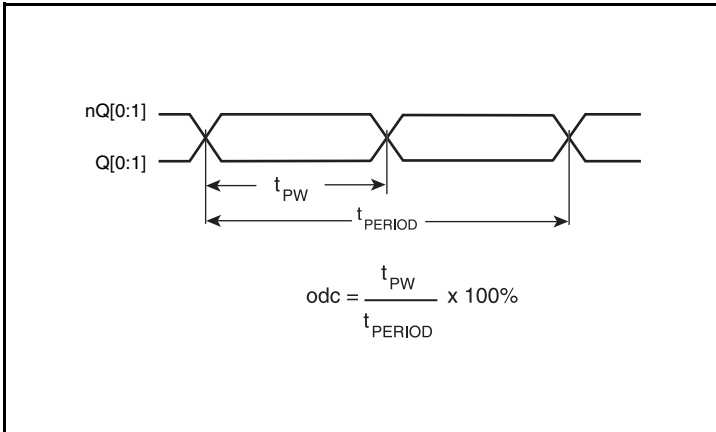 nQ[0:1]
Q[0:1]
tPW
tPERIOD
odc = tPW / tPERIOD x 100%